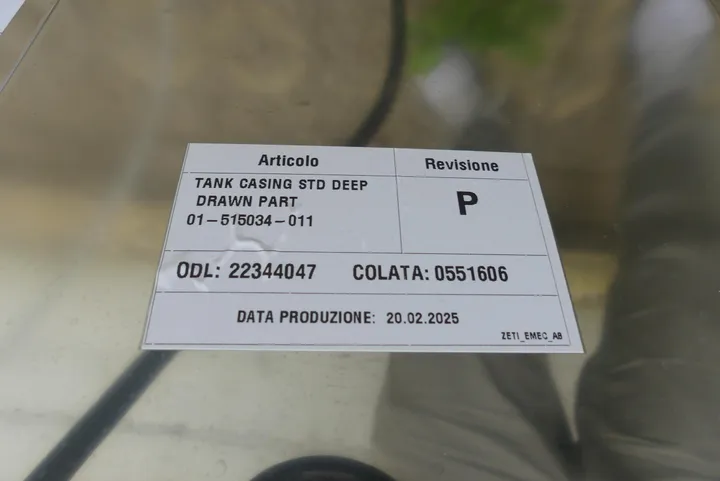 Articolo Revisione
TANK CASING STD DEEP
DRAWN PART
01-515034-011
P
ODL: 22344047 COLATA: 0551606
DATA PRODUZIONE: 20.02.2025
ZETI_EMEC_AB